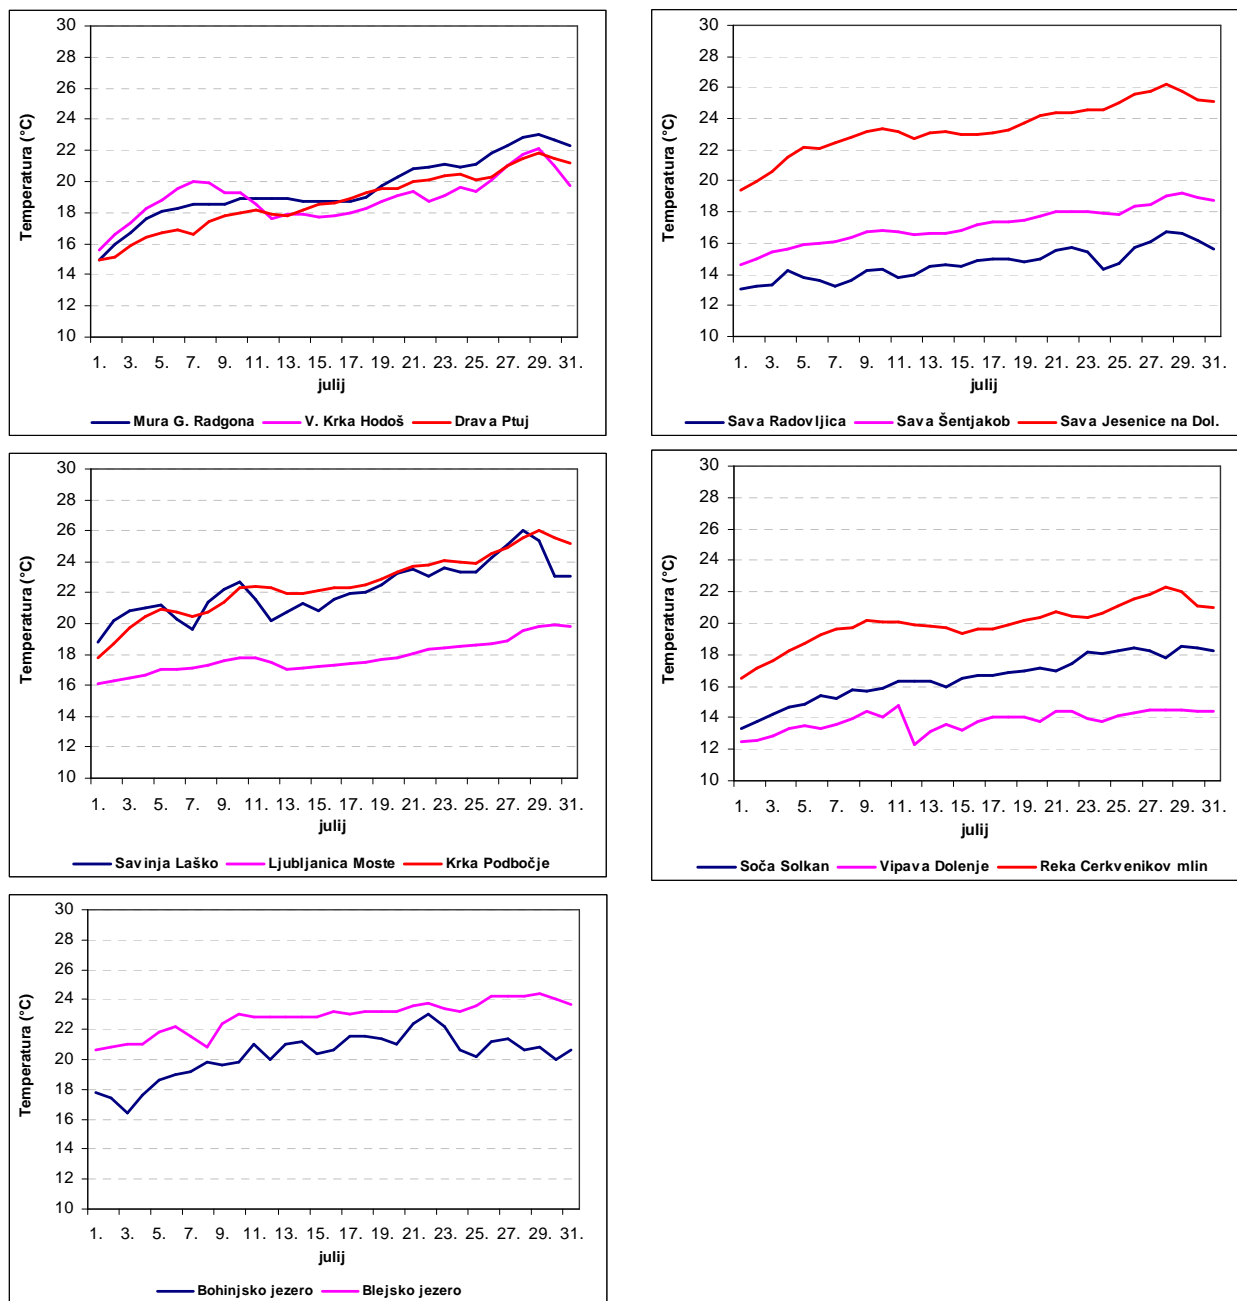 30
28
26
24
22
20
18
16
14
12
10
Temperatura (°C)
1. 3. 5. 7. 9. 11. 13. 15. 17. 19. 21. 23. 25. 27. 29. 31.
julij
Mura G. Radgona V. Krka Hodoš Drava Ptuj
30
28
26
24
22
20
18
16
14
12
10
Temperatura (°C)
1. 3. 5. 7. 9. 11. 13. 15. 17. 19. 21. 23. 25. 27. 29. 31.
julij
Sava Radovljica Sava Šentjakob Sava Jesenice na Dol.
30
28
26
24
22
20
18
16
14
12
10
Temperatura (°C)
1. 3. 5. 7. 9. 11. 13. 15. 17. 19. 21. 23. 25. 27. 29. 31.
julij
Savinja Laško Ljubljanica Moste Krka Podbočje
30
28
26
24
22
20
18
16
14
12
10
Temperatura (°C)
1. 3. 5. 7. 9. 11. 13. 15. 17. 19. 21. 23. 25. 27. 29. 31.
julij
Soča Solkan Vipava Dolenje Reka Cerkvenikov mlin
30
28
26
24
22
20
18
16
14
12
10
Temperatura (°C)
1. 3. 5. 7. 9. 11. 13. 15. 17. 19. 21. 23. 25. 27. 29. 31.
julij
Bohinjsko jezero Blejsko jezero